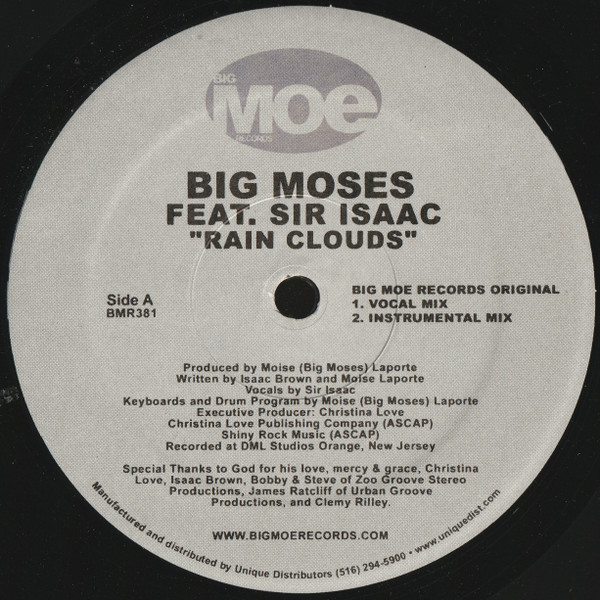 BIG
MOE
RECORDS
BIG MOSES
FEAT. SIR ISAAC
"RAIN CLOUDS"
Side A
BMR381
BIG MOE RECORDS ORIGINAL
1. VOCAL MIX
2. INSTRUMENTAL MIX
Produced by Moise (Big Moses) Laporte
Written by Isaac Brown and Moise Laporte
Vocals by Sir Isaac
Keyboards and Drum Program by Moise (Big Moses) Laporte
Executive Producer: Christina Love
Christina Love Publishing Company (ASCAP)
Shiny Rock Music (ASCAP)
Recorded at DML Studios Orange, New Jersey
Special Thanks to God for his love, mercy & grace, Christina
Love, Isaac Brown, Bobby & Steve of Zoo Groove Stereo
Productions, James Ratcliff of Urban Groove
Productions, and Clemy Rilley.
WWW.BIGMOERECORDS.COM
Manufactured and distributed by Unique Distributors (516) 294-5900 • www.uniquedist.com